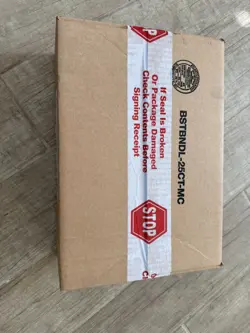 If Seal Is Broken
Or Package Damaged
Check Contents Before
Signing Receipt
STOP
BSTBNDL-25CT-MC